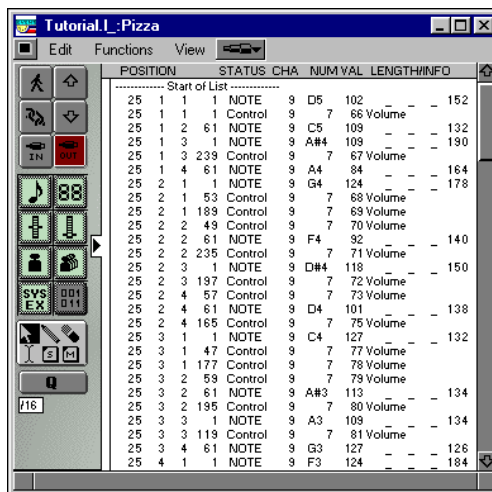 Tutorial.l_:Pizza
Edit Functions View
POSITION STATUS CHA NUM VAL LENGTH/INFO
------------- Start of List -------------
25 1 1 1 NOTE 9 D5 102 _ _ _ 152
25 1 1 1 Control 9 7 66 Volume
25 1 2 61 NOTE 9 C5 109 _ _ _ 132
25 1 3 1 NOTE 9 A#4 109 _ _ _ 190
25 1 3 239 Control 9 7 67 Volume
25 1 4 61 NOTE 9 A4 84 _ _ _ 164
25 2 1 1 NOTE 9 G4 124 _ _ _ 178
25 2 1 53 Control 9 7 68 Volume
25 2 1 189 Control 9 7 69 Volume
25 2 2 49 Control 9 7 70 Volume
25 2 2 61 NOTE 9 F4 92 _ _ _ 140
25 2 2 235 Control 9 7 71 Volume
25 2 3 1 NOTE 9 D#4 118 _ _ _ 150
25 2 3 197 Control 9 7 72 Volume
25 2 4 57 Control 9 7 73 Volume
25 2 4 61 NOTE 9 D4 101 _ _ _ 138
25 2 4 165 Control 9 7 75 Volume
25 3 1 1 NOTE 9 C4 127 _ _ _ 132
25 3 1 47 Control 9 7 77 Volume
25 3 1 177 Control 9 7 78 Volume
25 3 2 59 Control 9 7 79 Volume
25 3 2 61 NOTE 9 A#3 113 _ _ _ 134
25 3 2 195 Control 9 7 80 Volume
25 3 3 1 NOTE 9 A3 109 _ _ _ 134
25 3 3 119 Control 9 7 81 Volume
25 3 4 61 NOTE 9 G3 127 _ _ _ 126
25 4 1 1 NOTE 9 F3 124 _ _ _ 184
IN OUT
88
SYS EX 001 011
S M
Q
/16